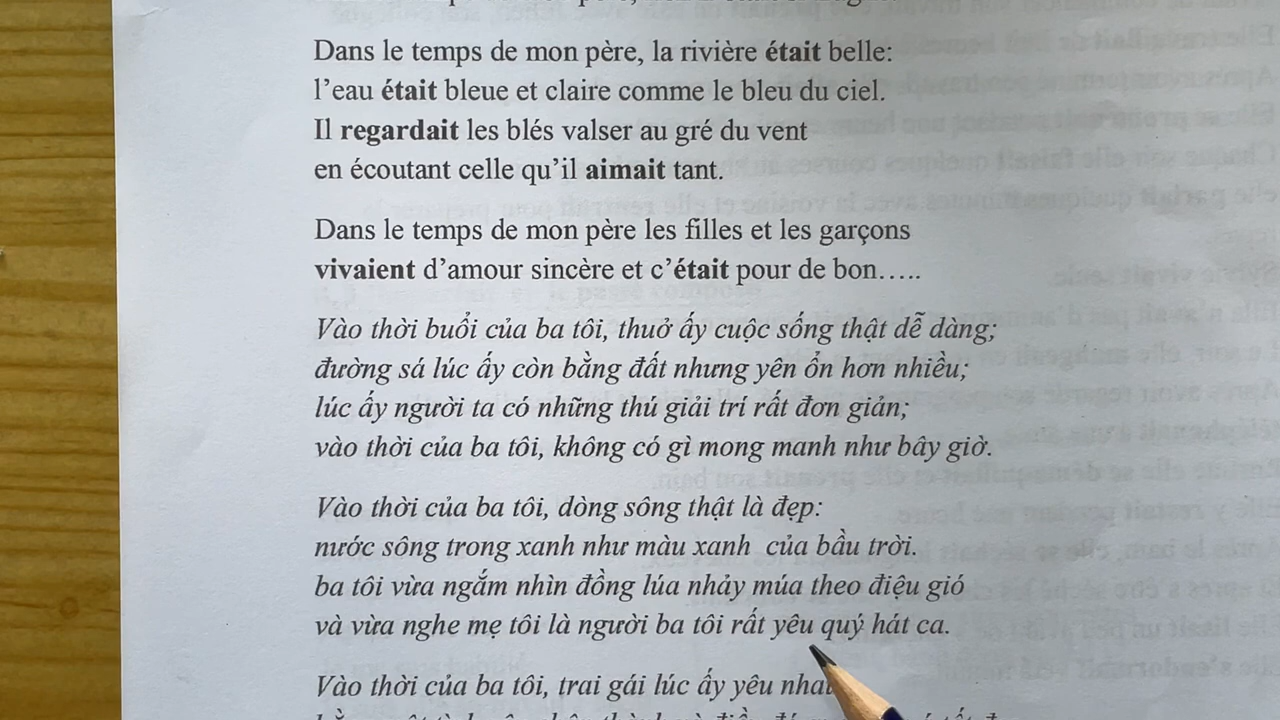 Dans le temps de mon père, la rivière était belle:
l’eau était bleue et claire comme le bleu du ciel.
Il regardait les blés valser au gré du vent
en écoutant celle qu’il aimait tant.
Dans le temps de mon père les filles et les garçons
vivaient d’amour sincère et c’était pour de bon…..
Vào thời buổi của ba tôi, thuở ấy cuộc sống thật dễ dàng;
đường sá lúc ấy còn bằng đất nhưng yên ổn hơn nhiều;
lúc ấy người ta có những thú giải trí rất đơn giản;
vào thời của ba tôi, không có gì mong manh như bây giờ.
Vào thời của ba tôi, dòng sông thật là đẹp:
nước sông trong xanh như màu xanh của bầu trời.
ba tôi vừa ngắm nhìn đồng lúa nhảy múa theo điệu gió
và vừa nghe mẹ tôi là người ba tôi rất yêu quý hát ca.
Vào thời của ba tôi, trai gái lúc ấy yêu